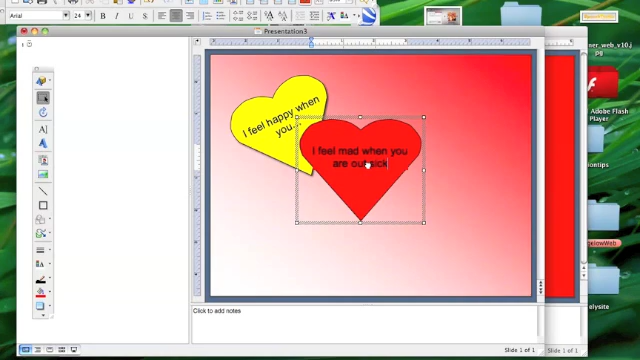 Arial
24
Presentation3
I feel happy when
you...
I feel mad when you
are out sick
Click to add notes
Slide 1 of 1
Slide 1 of 1
Adobe Flash
Player